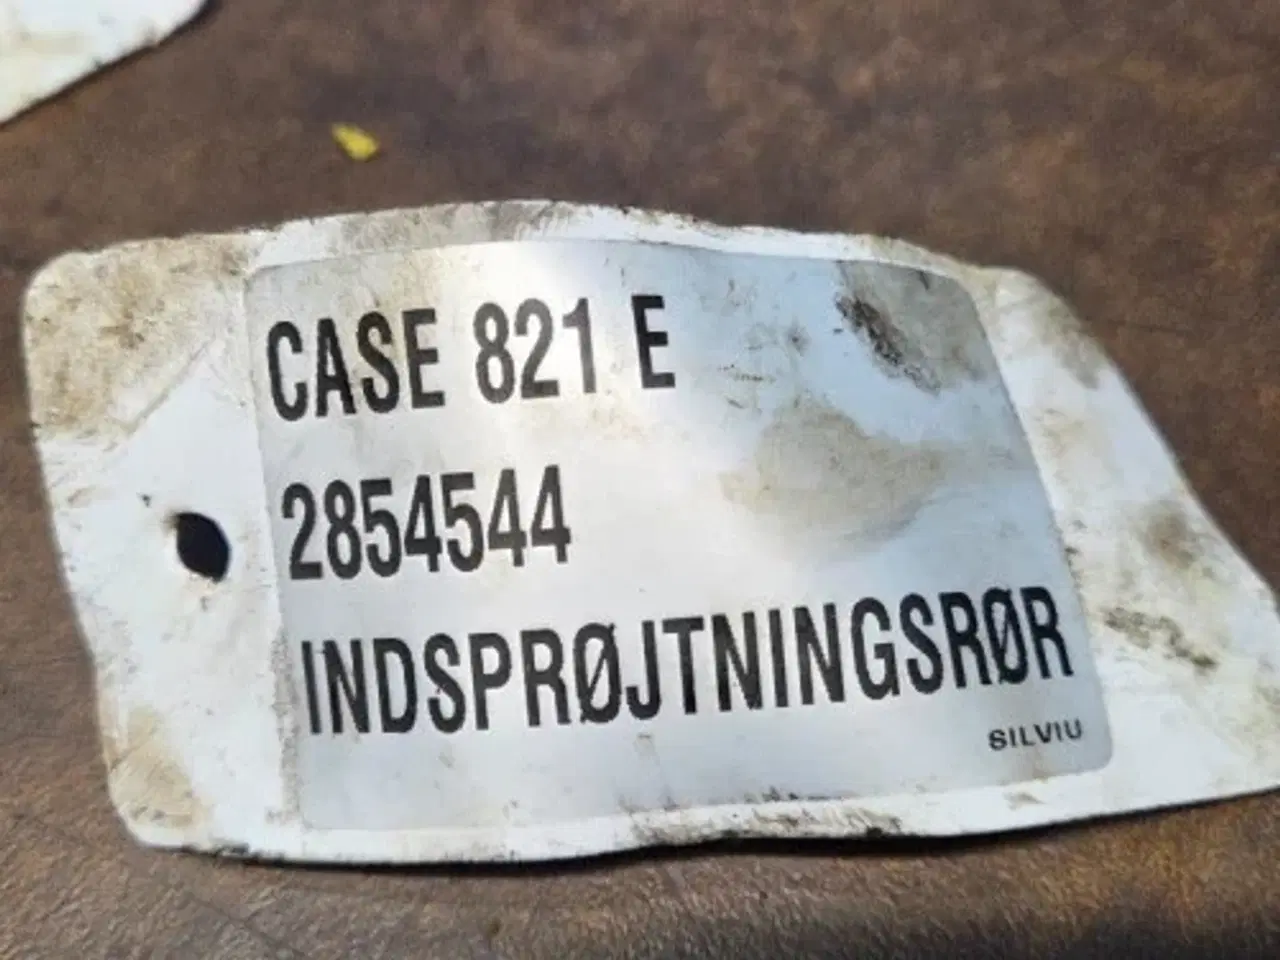 CASE 821 E
2854544
INDSPRØJTNINGSRØR
SILVIU